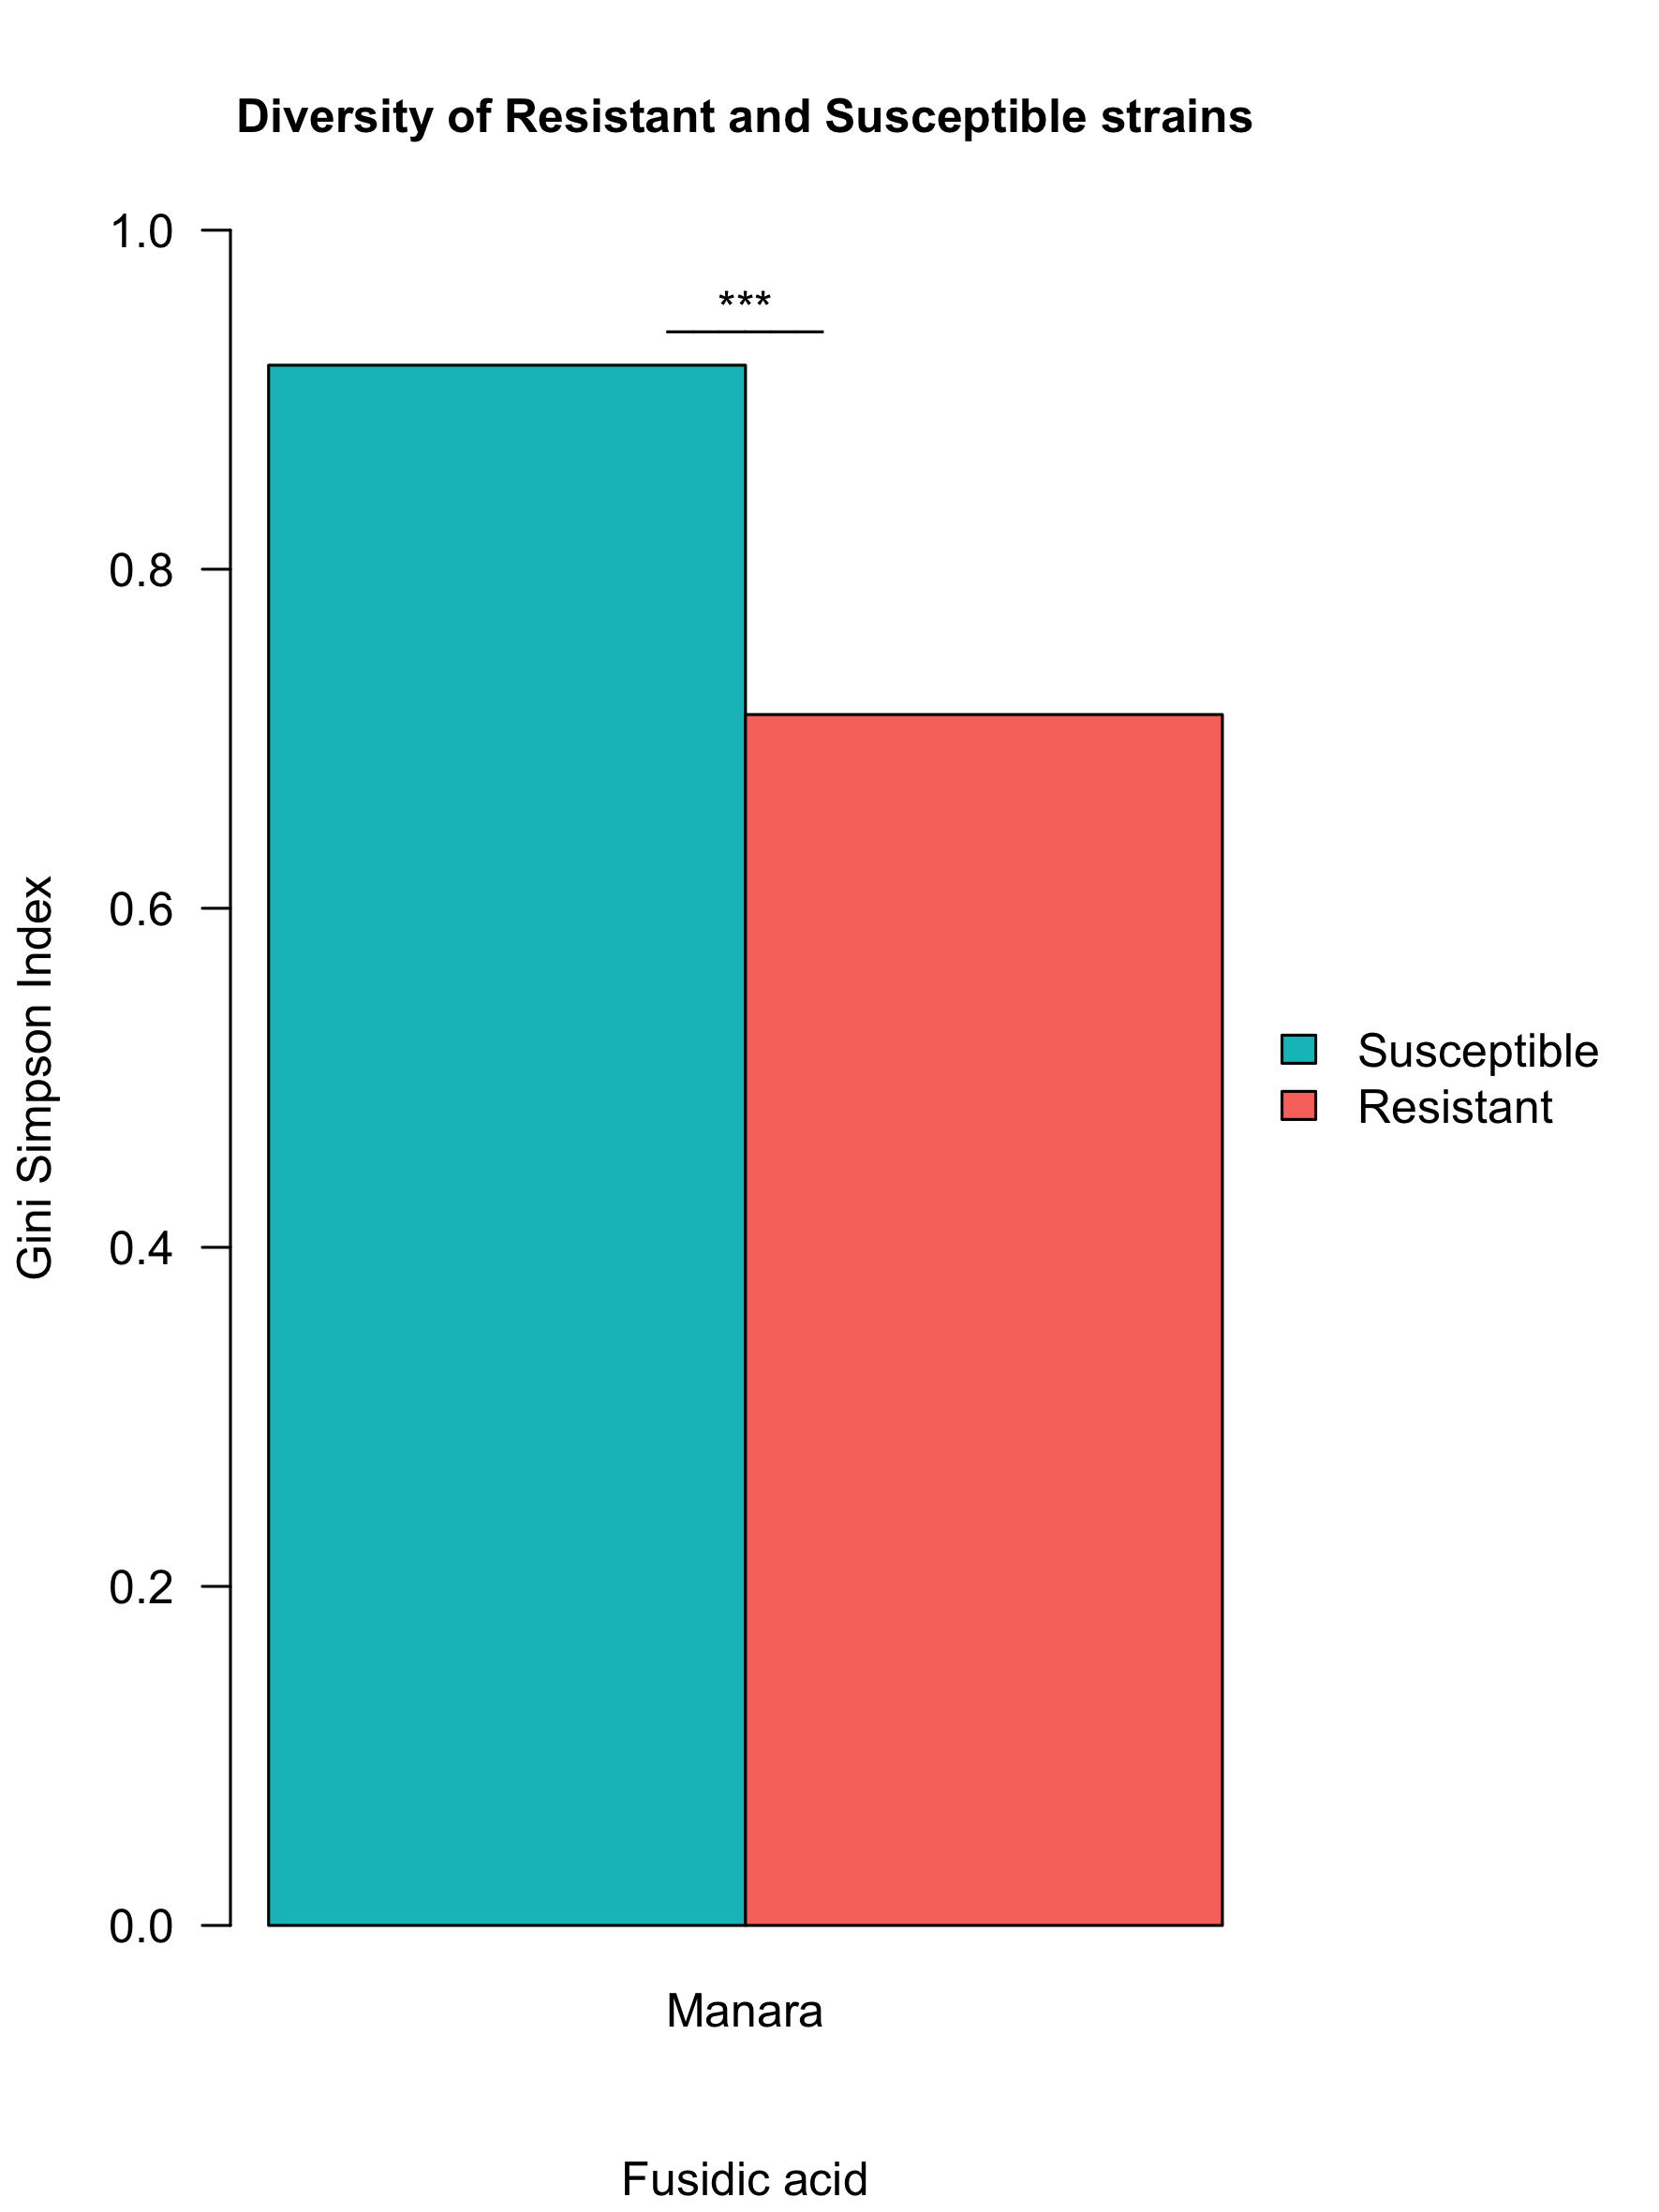 Diversity of Resistant and Susceptible strains
1.0
***
0.8
0.6
0.4
0.2
0.0
Gini Simpson Index
Susceptible
Resistant
Manara
Fusidic acid